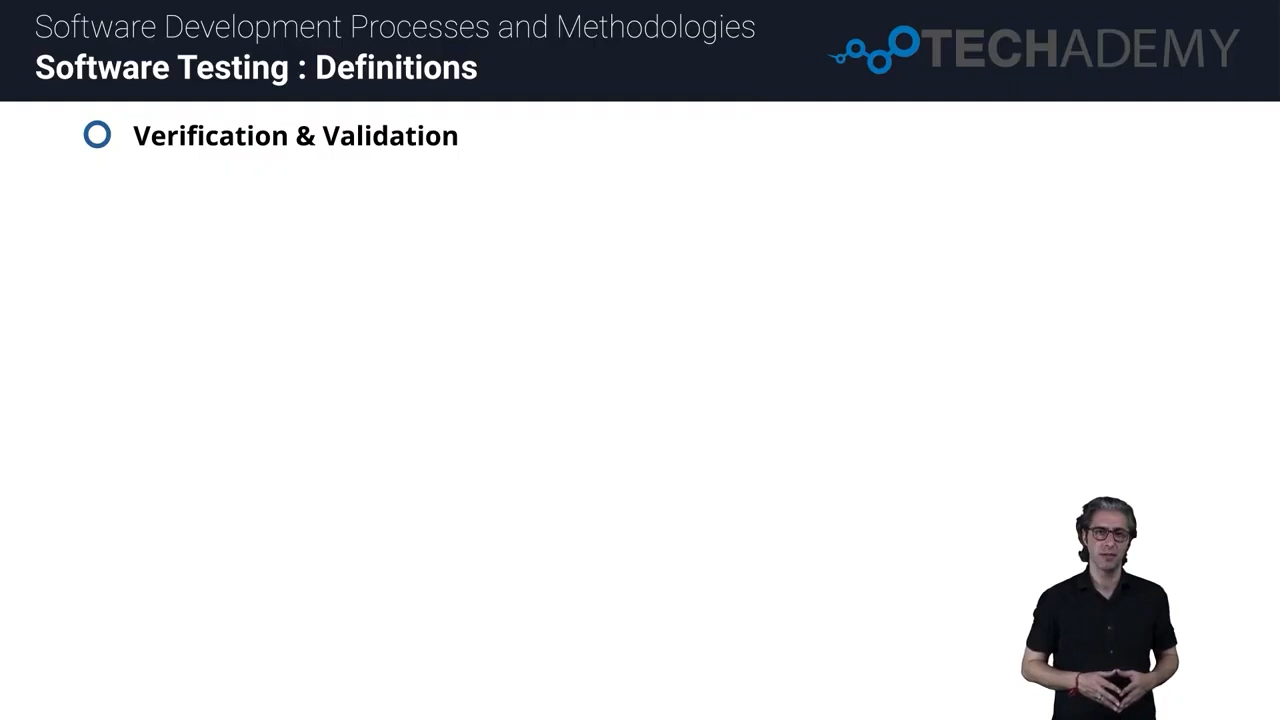 Software Development Processes and Methodologies
Software Testing : Definitions
TECHADEMY
Verification & Validation